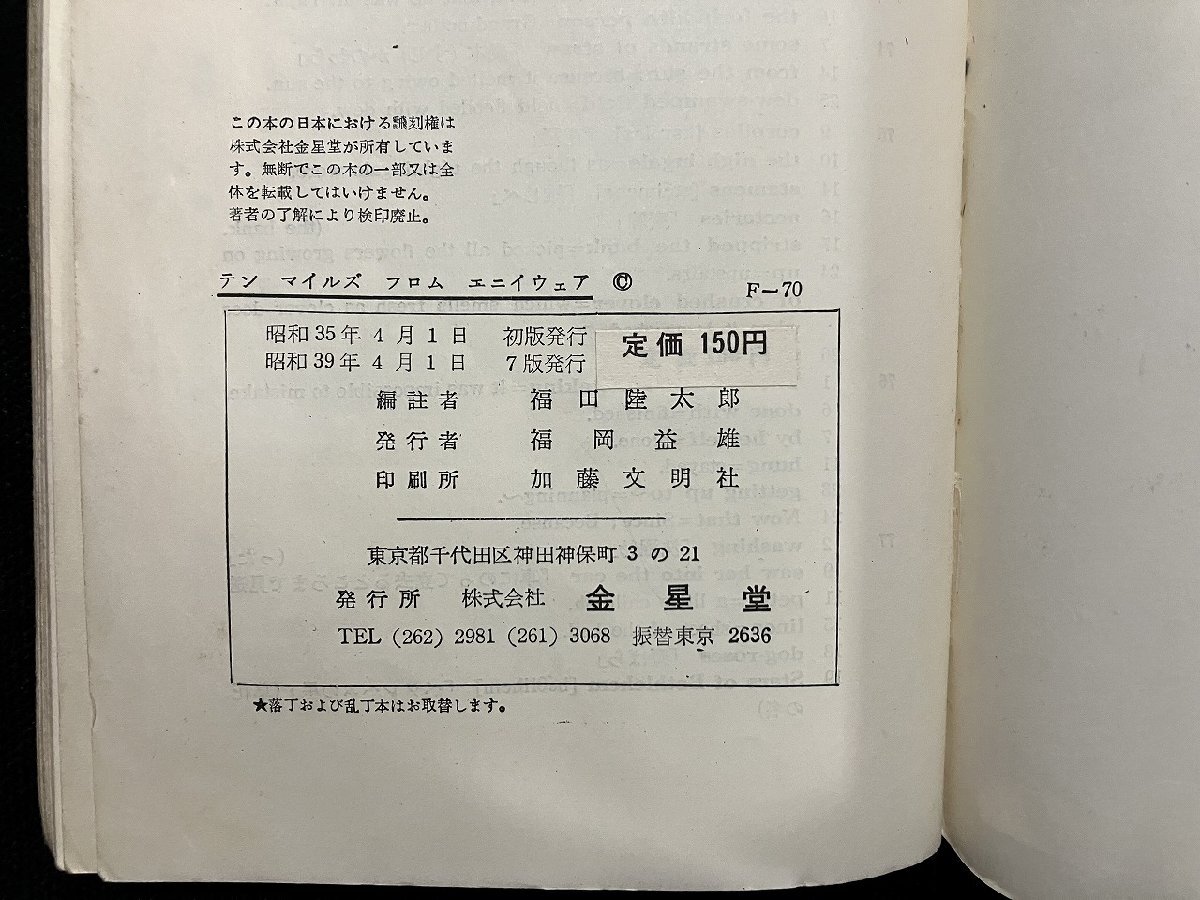 この本の日本における飜刻権は
株式会社金星堂が所有していま
す。無断でこの本の一部又は全
体を転載してはいけません。
著者の了解により検印廃止。
テン マイルズ フロム エニイウェア Ⓒ F—70
昭和35年 4 月 1 日 初版発行
昭和39年 4 月 1 日 7 版発行
定価 150円
編註者 福田陸太郎
発行者 福岡益雄
印刷所 加藤文明社
東京都千代田区神田神保町 3 の 21
発行所 株式会社 金星堂
TEL (262) 2981 (261) 3068 振替東京 2636
★落丁および乱丁本はお取替します。